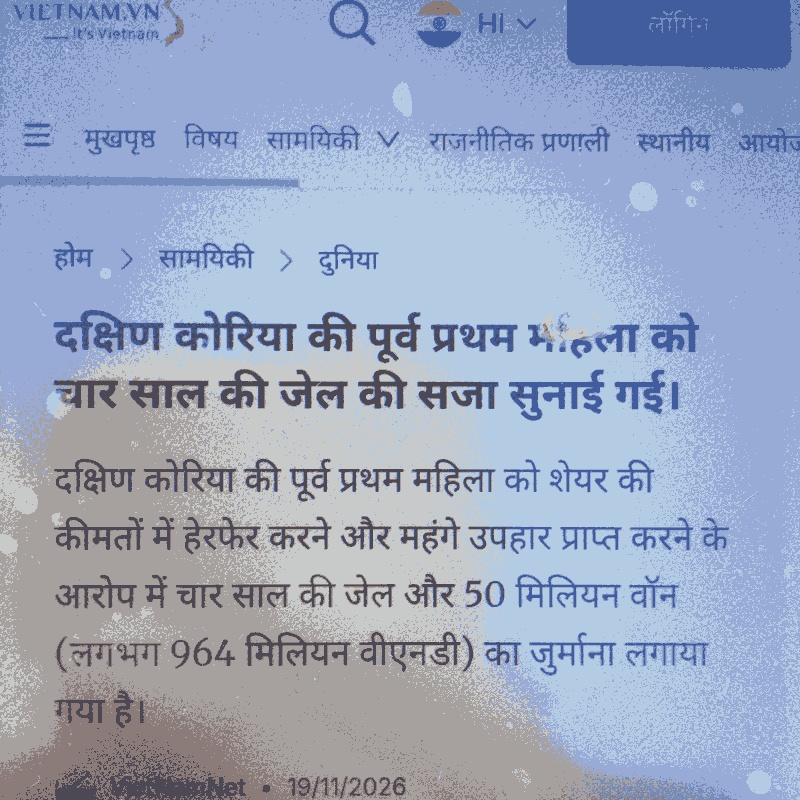 VIETNAM.VN
It's Vietnam
HI
लॉगिन
मुखपृष्ठ विषय सामयिकी राजनीतिक प्रणाली स्थानीय
होम > सामयिकी > दुनिया
दक्षिण कोरिया की पूर्व प्रथम महिला को
चार साल की जेल की सजा सुनाई गई।
दक्षिण कोरिया की पूर्व प्रथम महिला को शेयर की
कीमतों में हेरफेर करने और महंगे उपहार प्राप्त करने के
आरोप में चार साल की जेल और 50 मिलियन वॉन
(लगभग 964 मिलियन वीएनडी) का जुर्माना लगाया
गया है।
VietNamNet • 19/11/2026